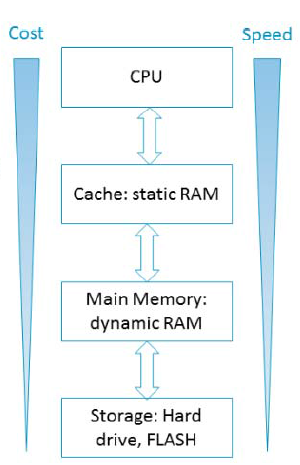 Cost
Speed
CPU
Cache: static RAM
Main Memory:
dynamic RAM
Storage: Hard
drive, FLASH